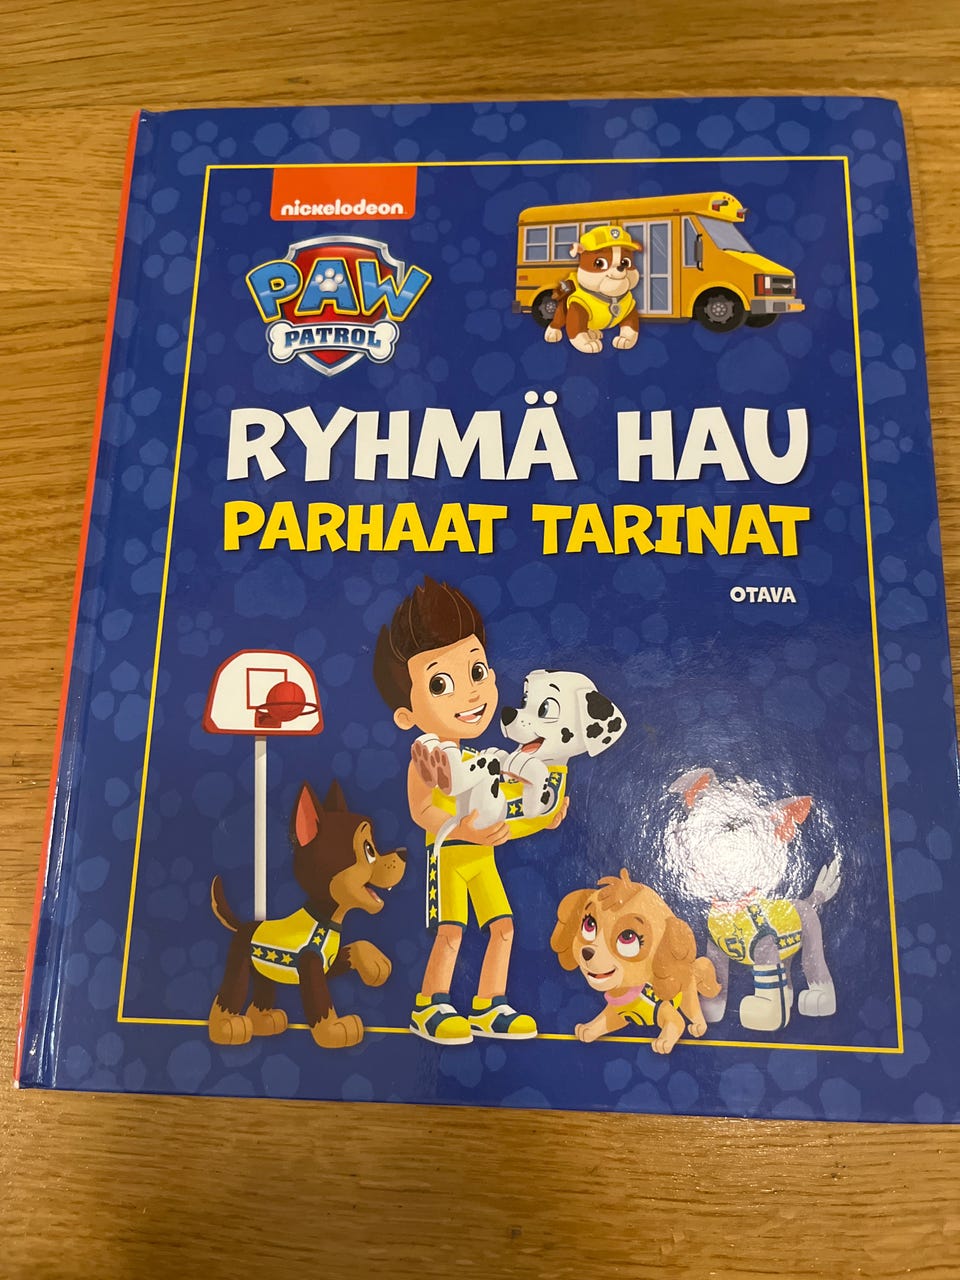 nickelodeon
PAW
PATROL
RYHMÄ HAU
PARHAAT TARINAT
OTAVA